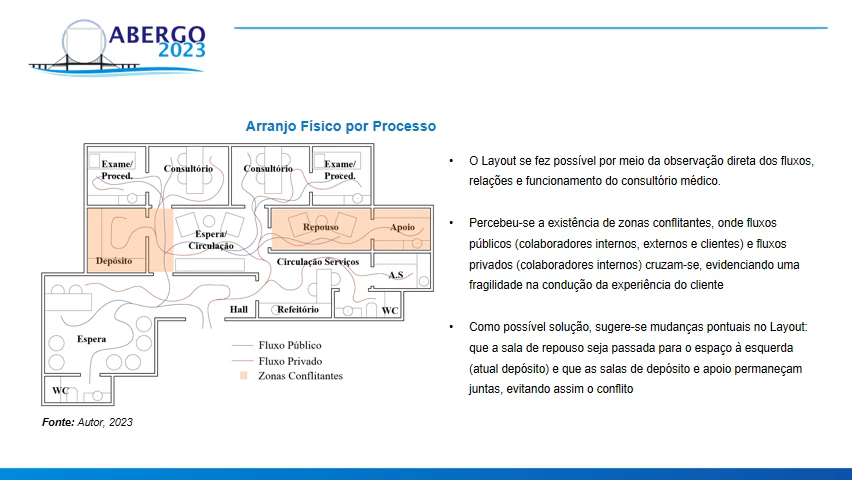 ABERGO
2023
Arranjo Físico por Processo
Exame/
Proced.
Consultório
Consultório
Exame/
Proced.
Espera/
Circulação
Repouso
Apoio
Depósito
Circulação Serviços
A.S
Hall
Refeitório
WC
Espera
WC
Fluxo Público
Fluxo Privado
Zonas Conflitantes
Fonte: Autor, 2023
• O Layout se fez possível por meio da observação direta dos fluxos,
relações e funcionamento do consultório médico.
• Percebeu-se a existência de zonas conflitantes, onde fluxos
públicos (colaboradores internos, externos e clientes) e fluxos
privados (colaboradores internos) cruzam-se, evidenciando uma
fragilidade na condução da experiência do cliente
• Como possível solução, sugere-se mudanças pontuais no Layout:
que a sala de repouso seja passada para o espaço à esquerda
(atual depósito) e que as salas de depósito e apoio permaneçam
juntas, evitando assim o conflito